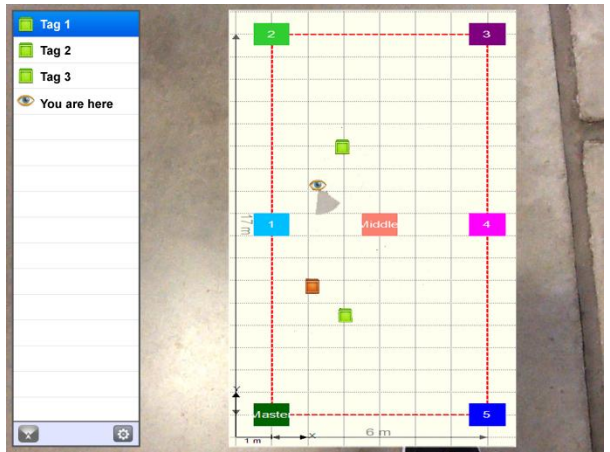 Tag 1
Tag 2
Tag 3
You are here
2
3
17 m
1
Middle
4
Y
Master
5
1 m
X
6 m